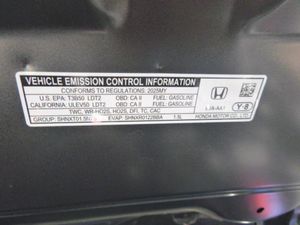 VEHICLE EMISSION CONTROL INFORMATION
CONFORMS TO REGULATIONS: 2025MY
U.S. EPA: T3B50 LDT2 OBD: CA II FUEL: GASOLINE
CALIFORNIA: ULEV50 LDT2 OBD: CA II FUEL: GASOLINE
TWC, WR-HO2S, HO2S, DFI, TC, CAC
GROUP: EVAP: 1.5L
HONDA MOTOR CO., LTD.
Y-8